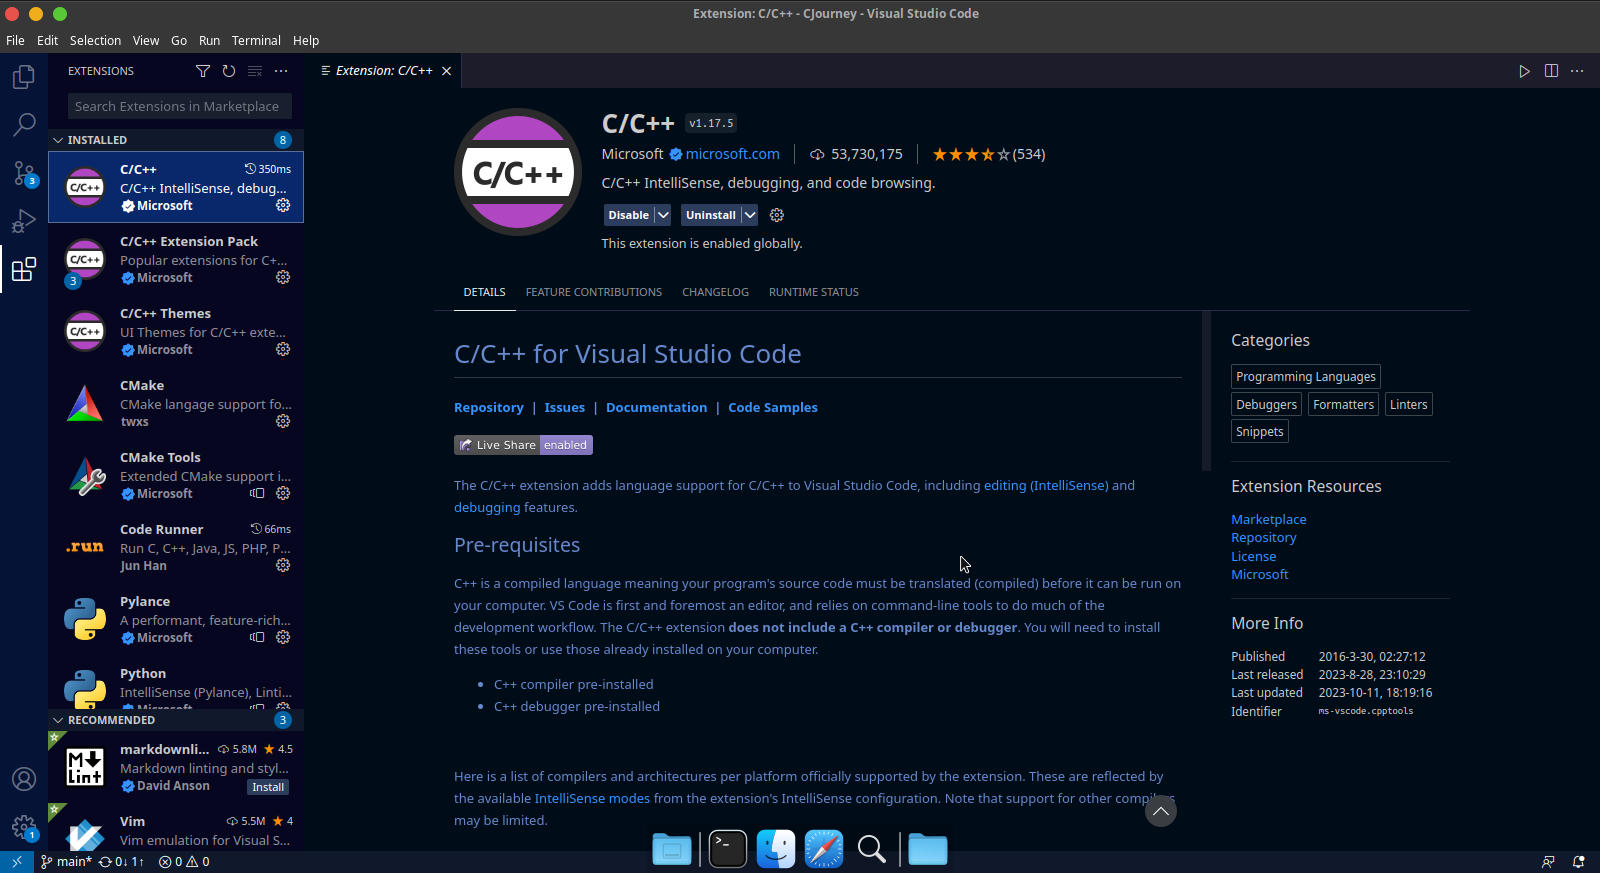 Extension: C/C++ - CJourney - Visual Studio Code
File Edit Selection View Go Run Terminal Help
EXTENSIONS
Search Extensions in Marketplace
INSTALLED 8
C/C++ 350ms
C/C++ IntelliSense, debug...
Microsoft
C/C++ Extension Pack
Popular extensions for C+...
Microsoft
3
C/C++ Themes
UI Themes for C/C++ exte...
Microsoft
CMake
CMake langage support fo...
twxs
CMake Tools
Extended CMake support i...
Microsoft
Code Runner 66ms
Run C, C++, Java, JS, PHP, P...
Jun Han
.run
Pylance
A performant, feature-rich...
Microsoft
Python
IntelliSense (Pylance), Linti...
Microsoft
RECOMMENDED 3
markdownli... 5.8M 4.5
Markdown linting and styl...
David Anson Install
M Lint
Vim 5.5M 4
Vim emulation for Visual S...
3
1
C/C++
C/C++
C/C++
Extension: C/C++
C/C++
C/C++ v1.17.5
Microsoft microsoft.com 53,730,175 (534)
C/C++ IntelliSense, debugging, and code browsing.
Disable Uninstall
This extension is enabled globally.
DETAILS FEATURE CONTRIBUTIONS CHANGELOG RUNTIME STATUS
C/C++ for Visual Studio Code
Repository | Issues | Documentation | Code Samples
Live Share enabled
The C/C++ extension adds language support for C/C++ to Visual Studio Code, including editing (IntelliSense) and
debugging features.
Pre-requisites
C++ is a compiled language meaning your program's source code must be translated (compiled) before it can be run on
your computer. VS Code is first and foremost an editor, and relies on command-line tools to do much of the
development workflow. The C/C++ extension does not include a C++ compiler or debugger. You will need to install
these tools or use those already installed on your computer.
• C++ compiler pre-installed
• C++ debugger pre-installed
Here is a list of compilers and architectures per platform officially supported by the extension. These are reflected by
the available IntelliSense modes from the extension's IntelliSense configuration. Note that support for other compilers
may be limited.
Categories
Programming Languages
Debuggers Formatters Linters
Snippets
Extension Resources
Marketplace
Repository
License
Microsoft
More Info
Published 2016-3-30, 02:27:12
Last released 2023-8-28, 23:10:29
Last updated 2023-10-11, 18:19:16
Identifier ms-vscode.cpptools
main* 0↓ 1↑ 0 0